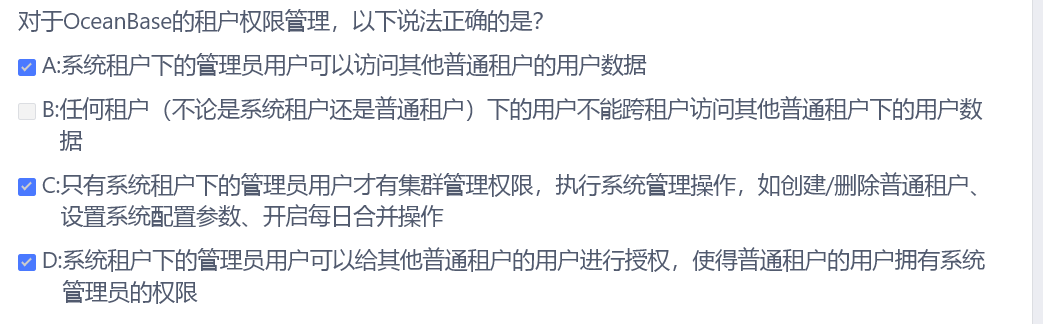 对于OceanBase的租户权限管理，以下说法正确的是？
A:系统租户下的管理员用户可以访问其他普通租户的用户数据
B:任何租户（不论是系统租户还是普通租户）下的用户不能跨租户访问其他普通租户下的用户数
据
C:只有系统租户下的管理员用户才有集群管理权限，执行系统管理操作，如创建/删除普通租户、
设置系统配置参数、开启每日合并操作
D:系统租户下的管理员用户可以给其他普通租户的用户进行授权，使得普通租户的用户拥有系统
管理员的权限